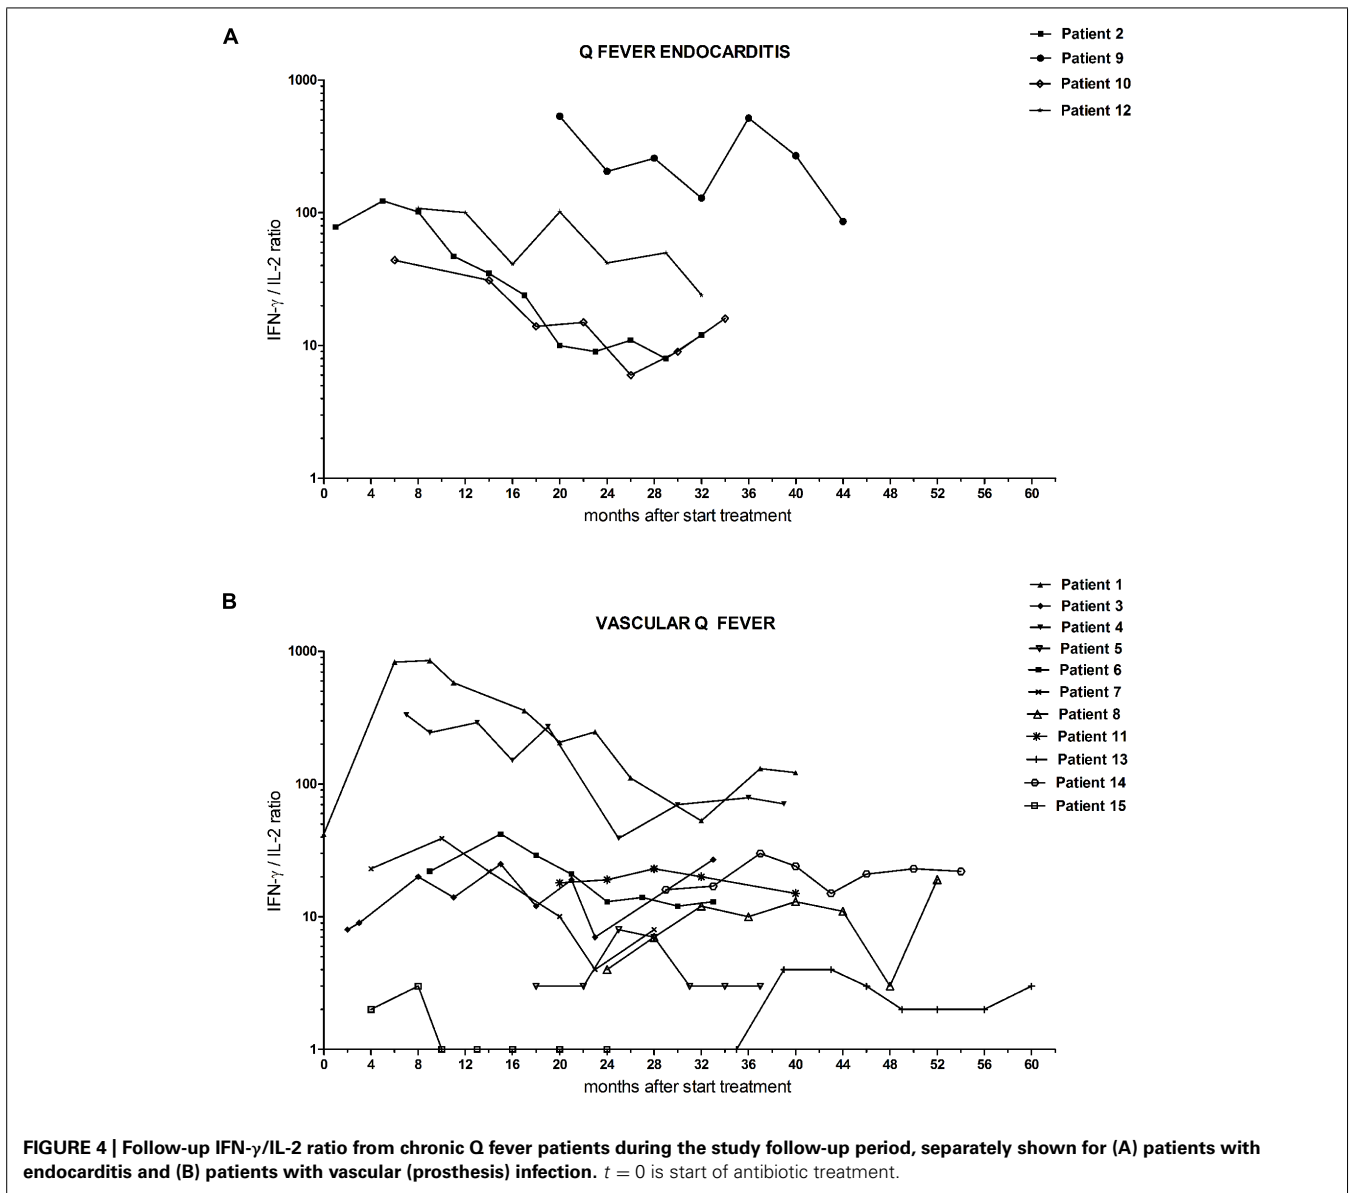 A
Q FEVER ENDOCARDITIS
Patient 2
Patient 9
Patient 10
Patient 12
1000
100
10
1
IFN-γ / IL-2 ratio
0 4 8 12 16 20 24 28 32 36 40 44 48 52 56 60
months after start treatment
B
VASCULAR Q FEVER
Patient 1
Patient 3
Patient 4
Patient 5
Patient 6
Patient 7
Patient 8
Patient 11
Patient 13
Patient 14
Patient 15
1000
100
10
1
IFN-γ / IL-2 ratio
0 4 8 12 16 20 24 28 32 36 40 44 48 52 56 60
months after start treatment
FIGURE 4 | Follow-up IFN-γ/IL-2 ratio from chronic Q fever patients during the study follow-up period, separately shown for (A) patients with
endocarditis and (B) patients with vascular (prosthesis) infection. t = 0 is start of antibiotic treatment.